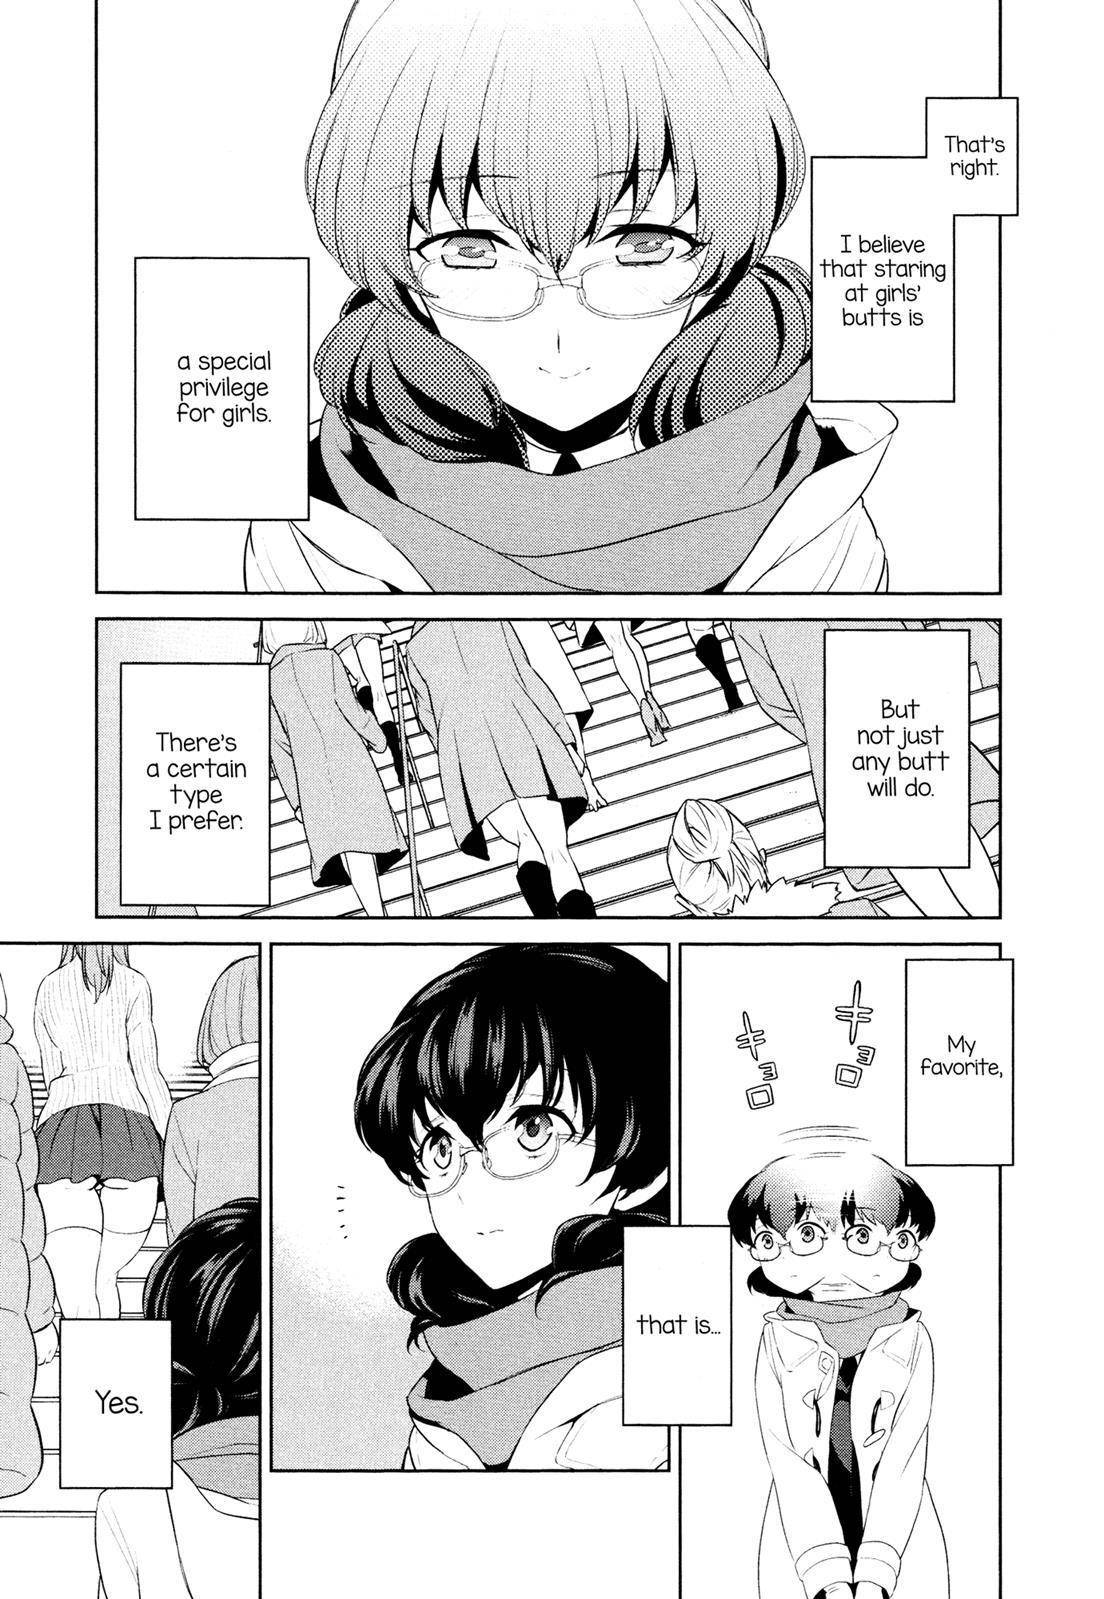 That's
right.
I believe
that staring
at girls'
butts is
a special
privilege
for girls.
But
not just
any butt
will do.
There's
a certain
type
I prefer.
My
favorite,
キョロ
キョロ
that is...
Yes.